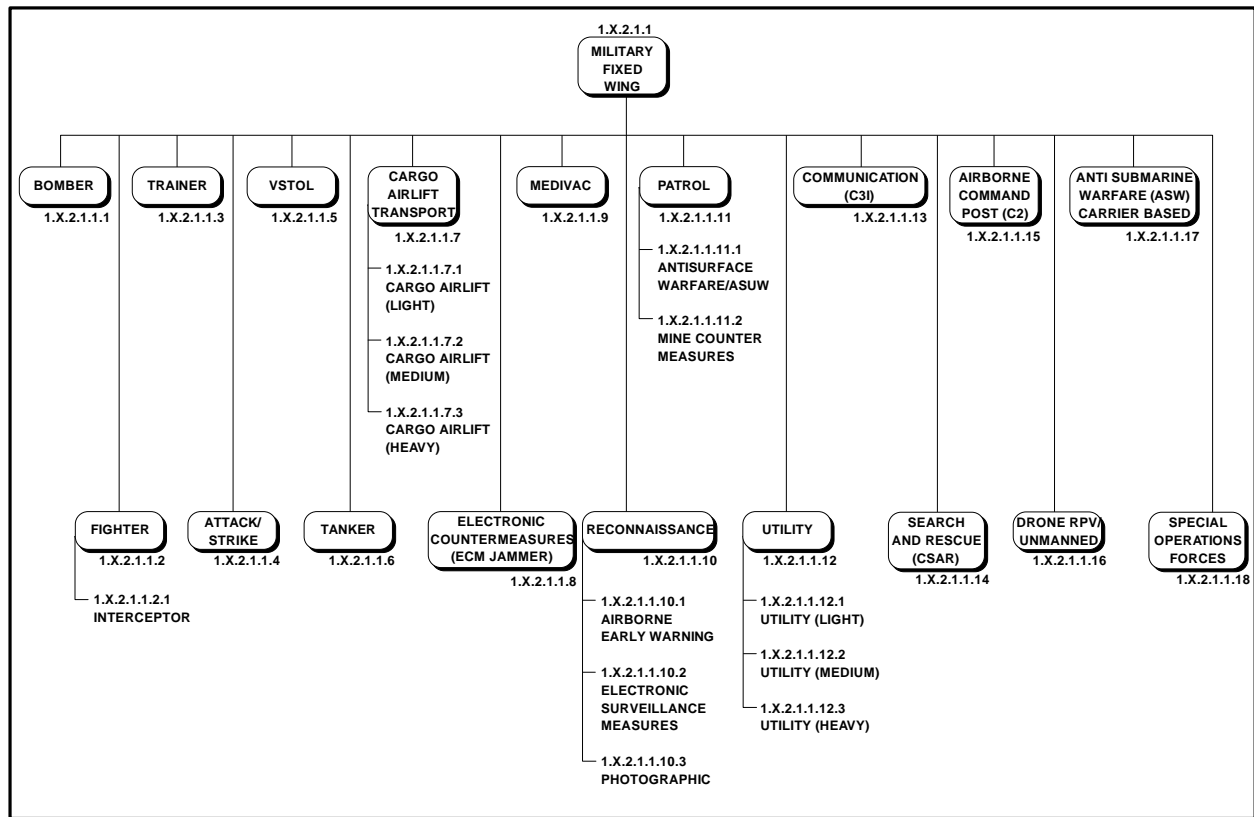 1.X.2.1.1
MILITARY
FIXED
WING
BOMBER
1.X.2.1.1.1
TRAINER
1.X.2.1.1.3
VSTOL
1.X.2.1.1.5
CARGO
AIRLIFT
TRANSPORT
1.X.2.1.1.7
1.X.2.1.1.7.1
CARGO AIRLIFT
(LIGHT)
1.X.2.1.1.7.2
CARGO AIRLIFT
(MEDIUM)
1.X.2.1.1.7.3
CARGO AIRLIFT
(HEAVY)
MEDIVAC
1.X.2.1.1.9
PATROL
1.X.2.1.1.11
1.X.2.1.1.11.1
ANTISURFACE
WARFARE/ASUW
1.X.2.1.1.11.2
MINE COUNTER
MEASURES
COMMUNICATION
(C3I)
1.X.2.1.1.13
AIRBORNE
COMMAND
POST (C2)
1.X.2.1.1.15
ANTI SUBMARINE
WARFARE (ASW)
CARRIER BASED
1.X.2.1.1.17
FIGHTER
1.X.2.1.1.2
1.X.2.1.1.2.1
INTERCEPTOR
ATTACK/
STRIKE
1.X.2.1.1.4
TANKER
1.X.2.1.1.6
ELECTRONIC
COUNTERMEASURES
(ECM JAMMER)
1.X.2.1.1.8
RECONNAISSANCE
1.X.2.1.1.10
1.X.2.1.1.10.1
AIRBORNE
EARLY WARNING
1.X.2.1.1.10.2
ELECTRONIC
SURVEILLANCE
MEASURES
1.X.2.1.1.10.3
PHOTOGRAPHIC
UTILITY
1.X.2.1.1.12
1.X.2.1.1.12.1
UTILITY (LIGHT)
1.X.2.1.1.12.2
UTILITY (MEDIUM)
1.X.2.1.1.12.3
UTILITY (HEAVY)
SEARCH
AND RESCUE
(CSAR)
1.X.2.1.1.14
DRONE RPV/
UNMANNED
1.X.2.1.1.16
SPECIAL
OPERATIONS
FORCES
1.X.2.1.1.18